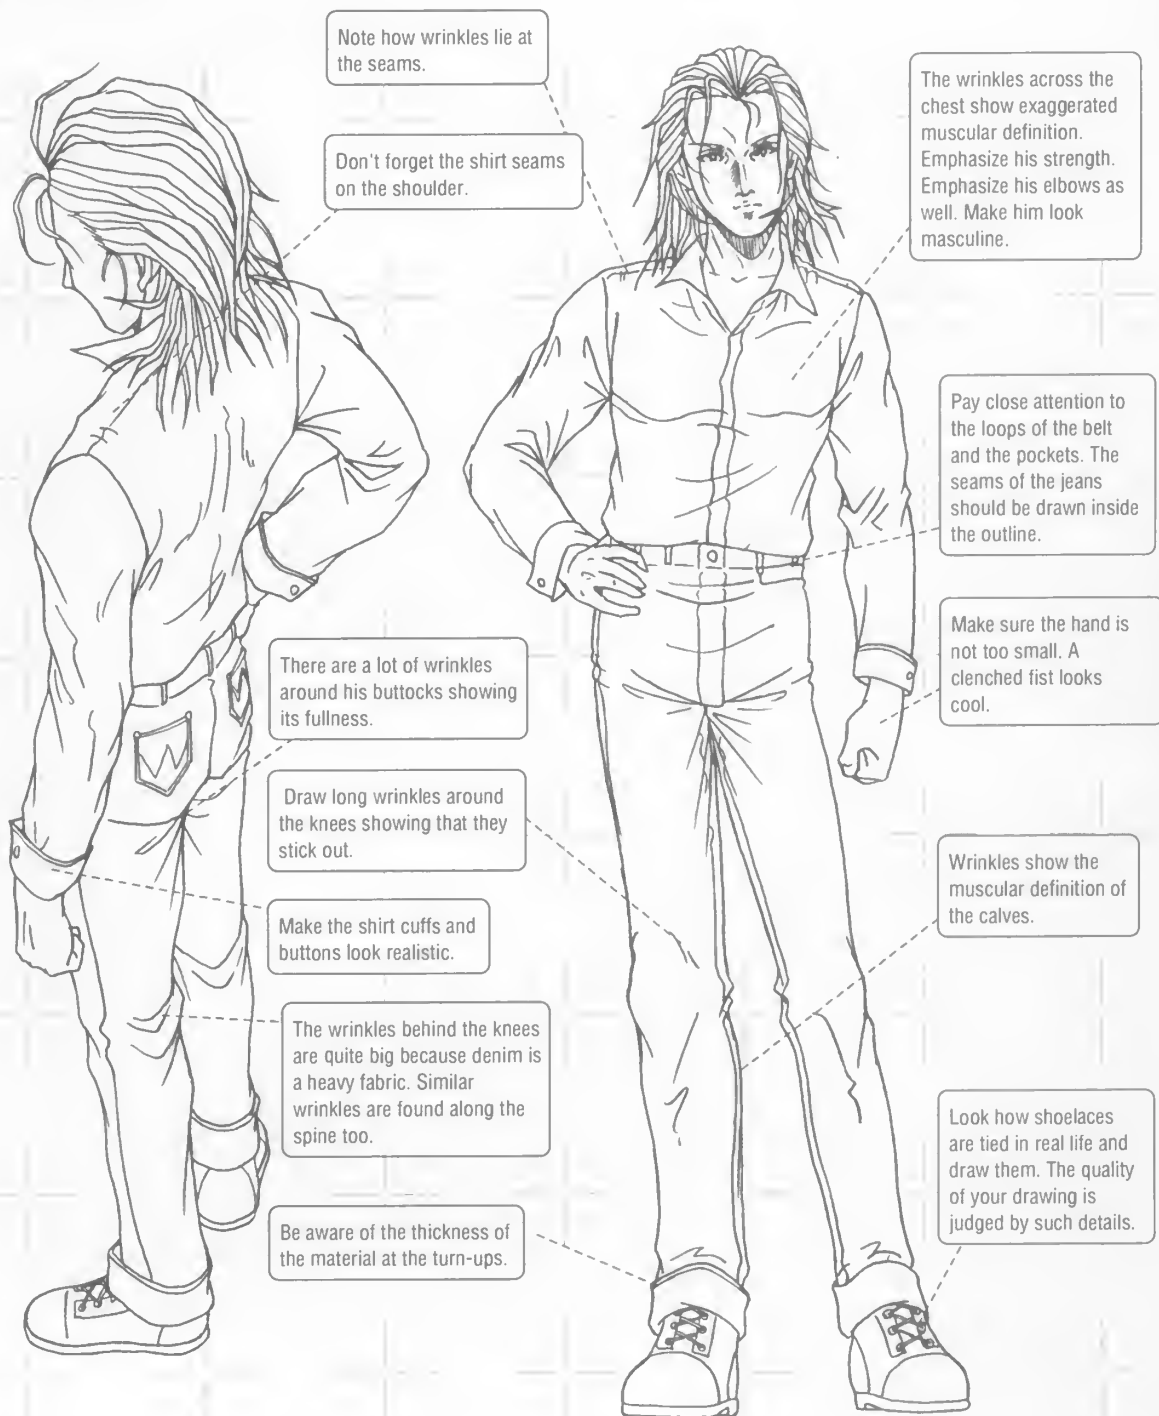 Note how wrinkles lie at
the seams.
Don't forget the shirt seams
on the shoulder.
The wrinkles across the
chest show exaggerated
muscular definition.
Emphasize his strength.
Emphasize his elbows as
well. Make him look
masculine.
Pay close attention to
the loops of the belt
and the pockets. The
seams of the jeans
should be drawn inside
the outline.
Make sure the hand is
not too small. A
clenched fist looks
cool.
There are a lot of wrinkles
around his buttocks showing
its fullness.
Draw long wrinkles around
the knees showing that they
stick out.
Wrinkles show the
muscular definition of
the calves.
Make the shirt cuffs and
buttons look realistic.
The wrinkles behind the knees
are quite big because denim is
a heavy fabric. Similar
wrinkles are found along the
spine too.
Look how shoelaces
are tied in real life and
draw them. The quality
of your drawing is
judged by such details.
Be aware of the thickness of
the material at the turn-ups.